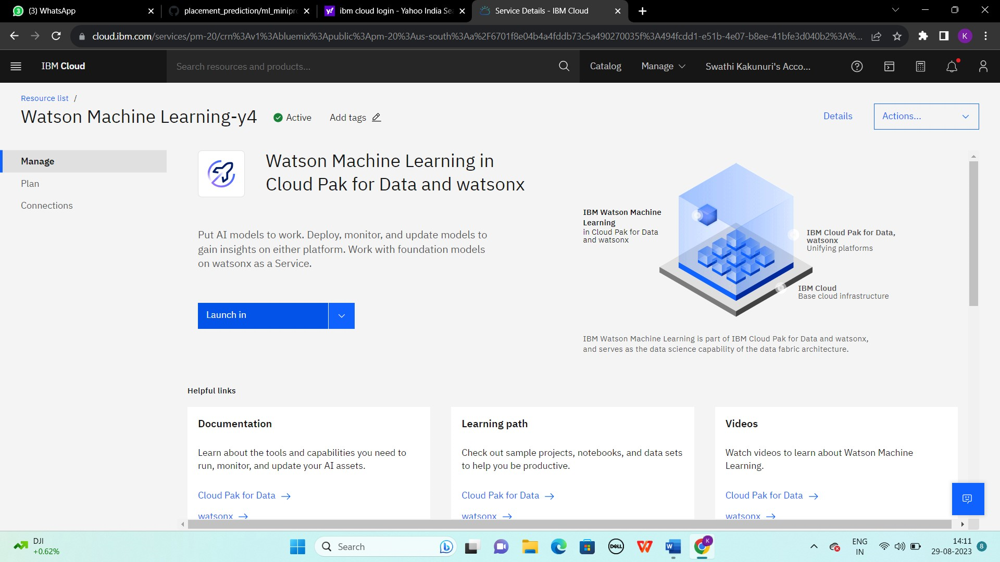 (3) WhatsApp
placement_prediction/ml_minipro
ibm cloud login - Yahoo India Sea
Service Details - IBM Cloud
cloud.ibm.com/services/pm-20/crn%3Av1%3Abluemix%3Apublic%3Apm-20%3Aus-south%3Aa%2F6701f8e04b4a4fddb73c5a490270035f%3A494fcdd1-e51b-4e07-b8ee-41bfe3d040b2%3A%...
K
IBM Cloud
Search resources and products...
Catalog
Manage
Swathi Kakunuri's Acco...
Resource list /
Watson Machine Learning-y4
Active
Add tags
Details
Actions...
Manage
Plan
Connections
Watson Machine Learning in
Cloud Pak for Data and watsonx
Put AI models to work. Deploy, monitor, and update models to
gain insights on either platform. Work with foundation models
on watsonx as a Service.
Launch in
IBM Watson Machine
Learning
in Cloud Pak for Data
and watsonx
IBM Cloud Pak for Data,
watsonx
Unifying platforms
IBM Cloud
Base cloud infrastructure
IBM Watson Machine Learning is part of IBM Cloud Pak for Data and watsonx,
and serves as the data science capability of the data fabric architecture.
Helpful links
Documentation
Learn about the tools and capabilities you need to
run, monitor, and update your AI assets.
Cloud Pak for Data
watsonx
Learning path
Check out sample projects, notebooks, and data sets
to help you be productive.
Cloud Pak for Data
watsonx
Videos
Watch videos to learn about Watson Machine
Learning.
Cloud Pak for Data
watsonx
DJI
+0.62%
Search
DELL
W
K
ENG
IN
14:11
29-08-2023
8